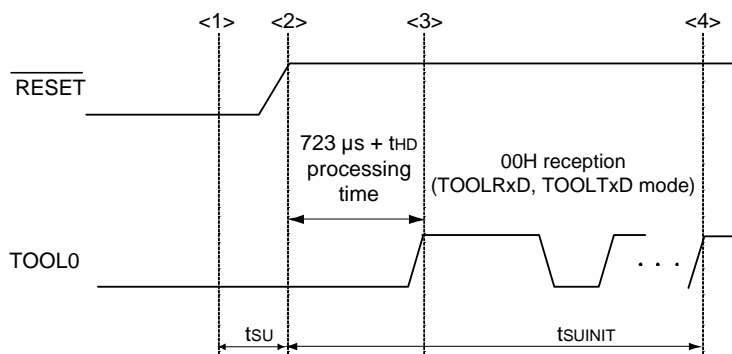 <1> <2> <3> <4>
RESET
723 µs + tHD
processing
time
00H reception
(TOOLRxD, TOOLTxD mode)
TOOL0
. . .
tSU
tSUINIT